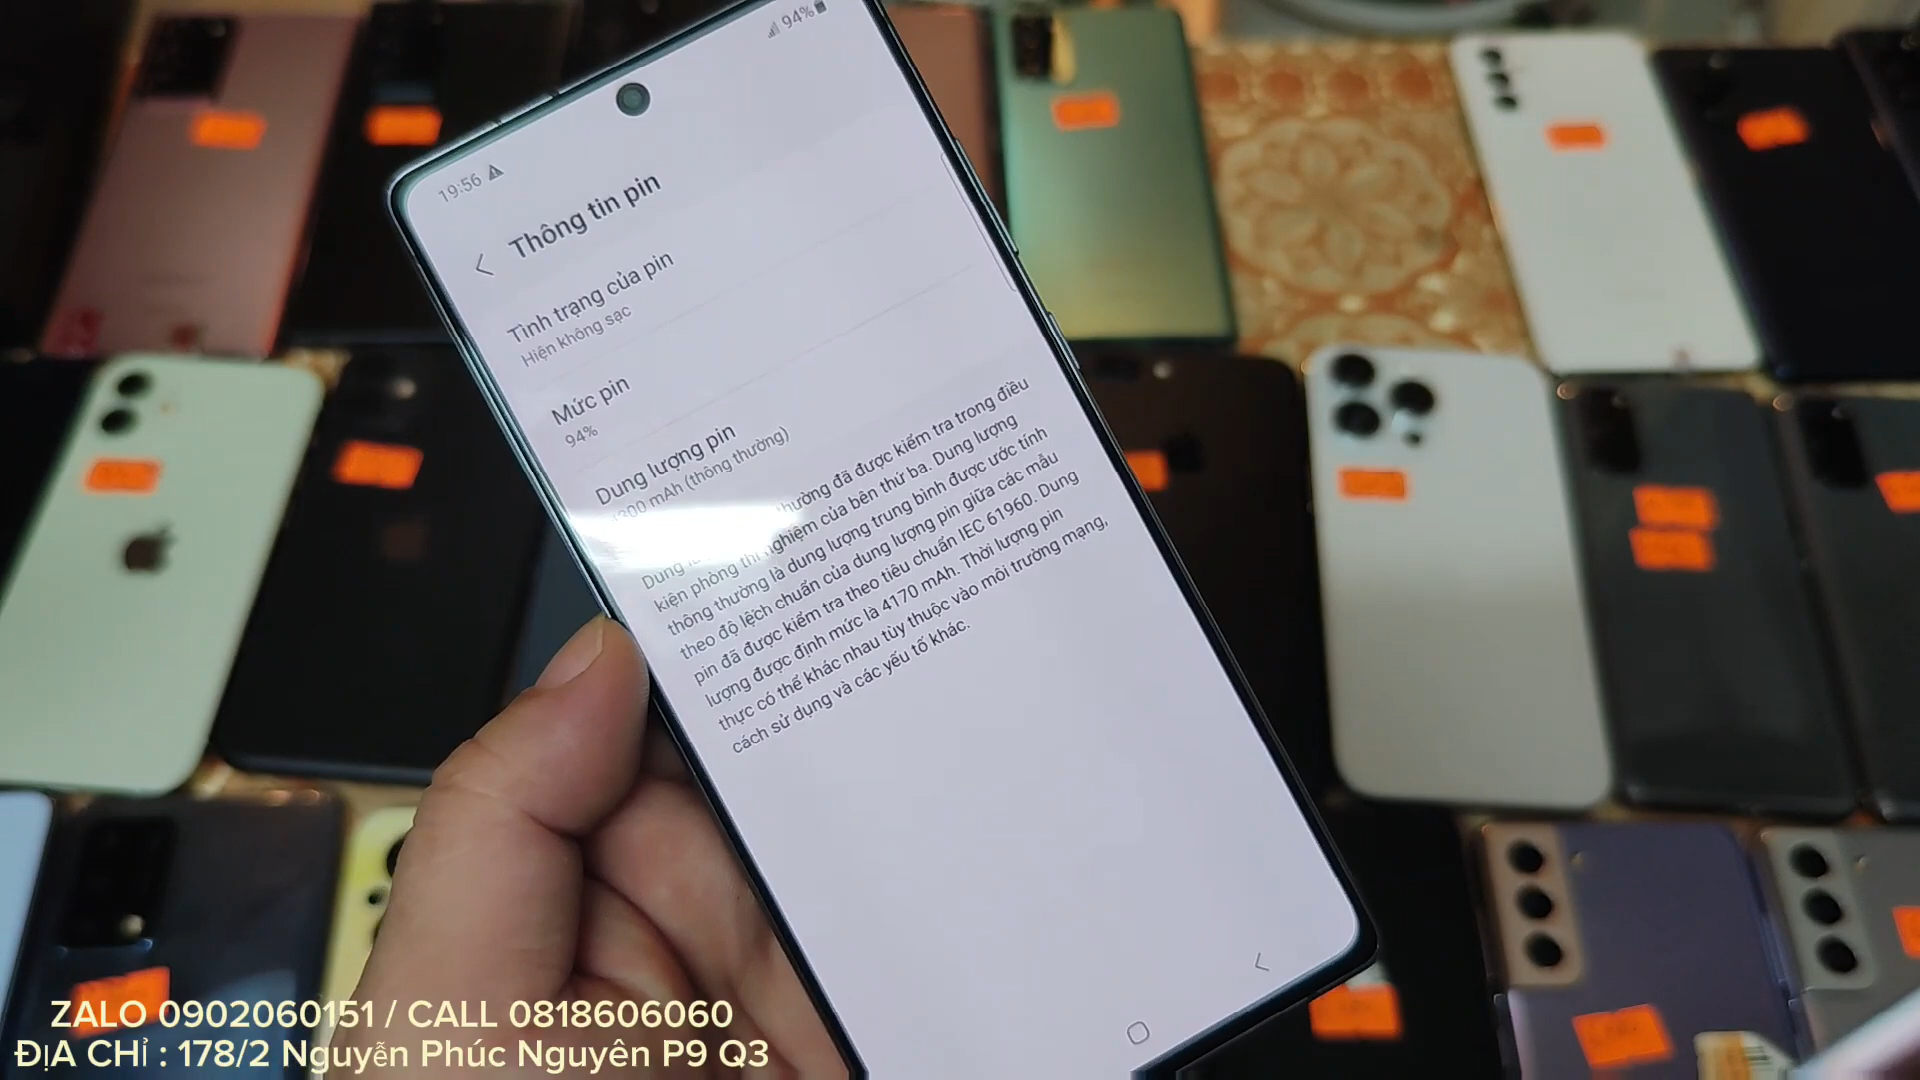 94%
19:56
Thông tin pin
Tình trạng của pin
Hiện không sạc
Mức pin
94%
Dung lượng pin
300 mAh (thông thường)
Dung thường đã được kiểm tra trong điều
kiện phòng thí nghiệm của bên thứ ba. Dung lượng
thông thường là dung lượng trung bình được ước tính
theo độ lệch chuẩn của dung lượng pin giữa các mẫu
pin đã được kiểm tra theo tiêu chuẩn IEC 61960. Dung
lượng được định mức là 4170 mAh. Thời lượng pin
thực có thể khác nhau tùy thuộc vào môi trường mạng,
cách sử dụng và các yếu tố khác.
ZALO 0902060151 / CALL 0818606060
ĐỊA CHỈ : 178/2 Nguyễn Phúc Nguyên P9 Q3